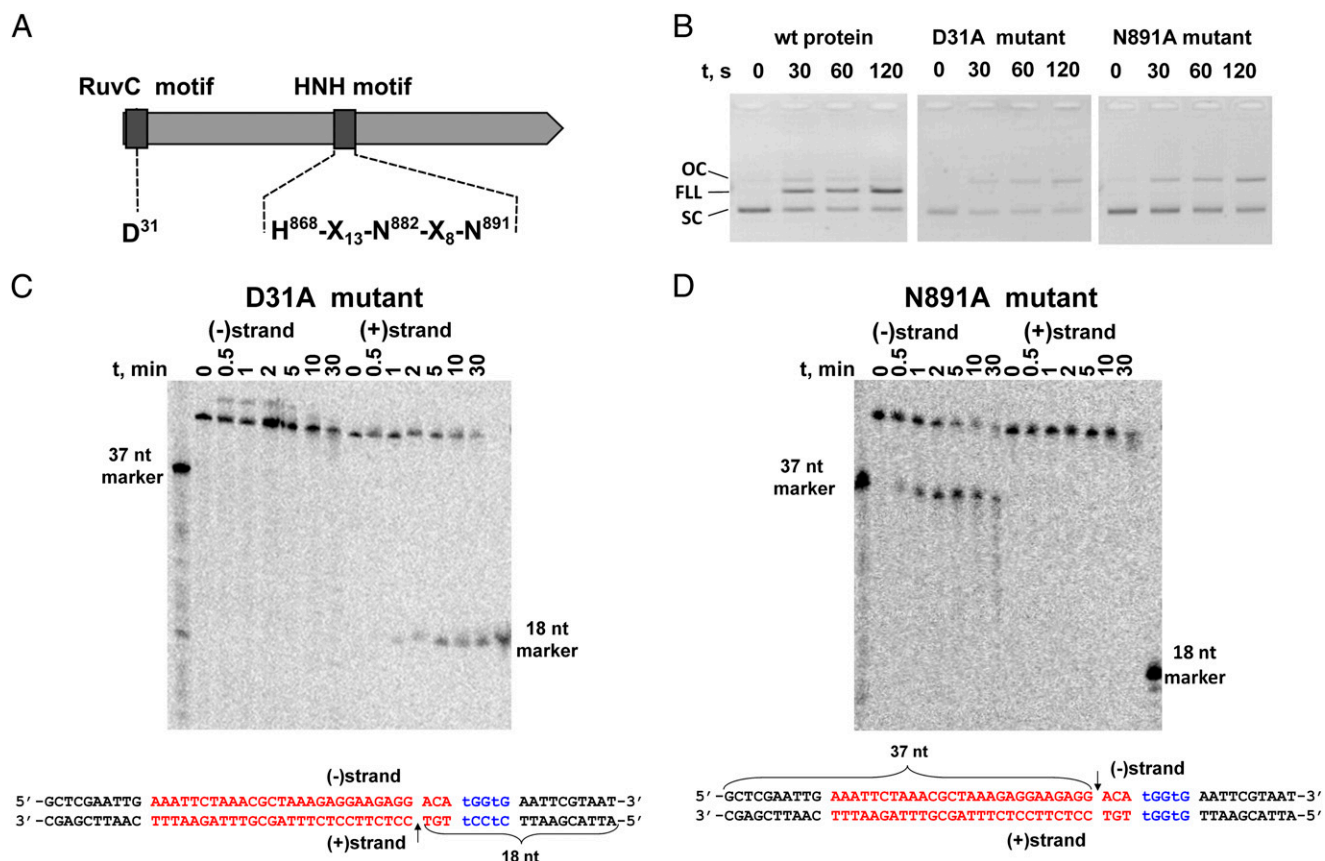 A
RuvC motif
HNH motif
D³¹
H⁸⁶⁸-X₁₃-N⁸⁸²-X₈-N⁸⁹¹
B
wt protein
D31A mutant
N891A mutant
t, s
0 30 60 120
0 30 60 120
0 30 60 120
OC
FLL
SC
C
D31A mutant
(-)strand
(+)strand
t, min
0 0.5 1 2 5 10 30 0 0.5 1 2 5 10 30
37 nt
marker
18 nt
marker
(-)strand
5′-GCTCGAATTG AAATTCTAAACGCTAAAGAGGAAGAGG ACA tGGtG AATTCGTAAT-3′
3′-CGAGCTTAAC TTTAAGATTTGCGATTTCTCCTTCTCC TGT tCCtC TTAAGCATTA-5′
(+)strand
18 nt
D
N891A mutant
(-)strand
(+)strand
t, min
0 0.5 1 2 5 10 30 0 0.5 1 2 5 10 30
37 nt
marker
18 nt
marker
37 nt
(-)strand
5′-GCTCGAATTG AAATTCTAAACGCTAAAGAGGAAGAGG ACA tGGtG AATTCGTAAT-3′
3′-CGAGCTTAAC TTTAAGATTTGCGATTTCTCCTTCTCC TGT tGGtG TTAAGCATTA-5′
(+)strand